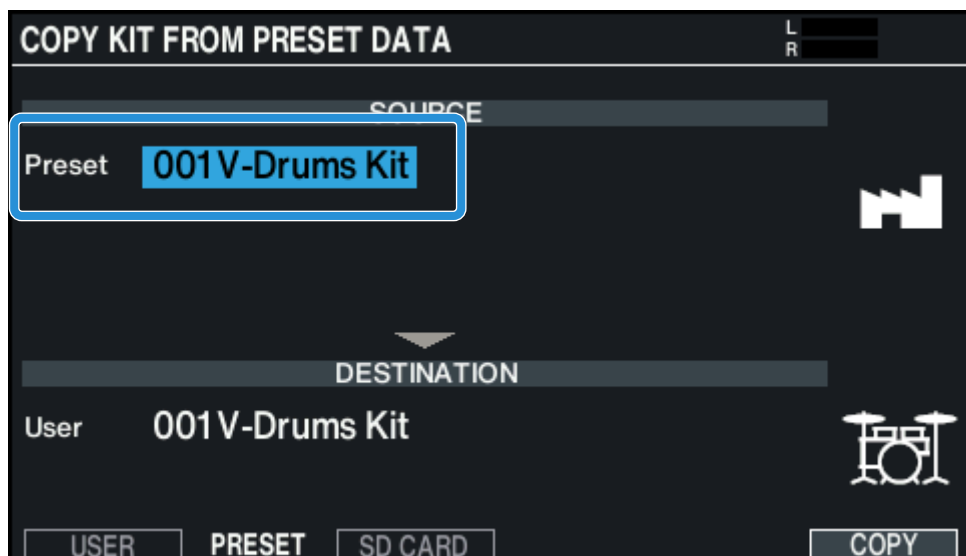 COPY KIT FROM PRESET DATA
L
R
SOURCE
Preset 001 V-Drums Kit
DESTINATION
User 001 V-Drums Kit
USER PRESET SD CARD COPY